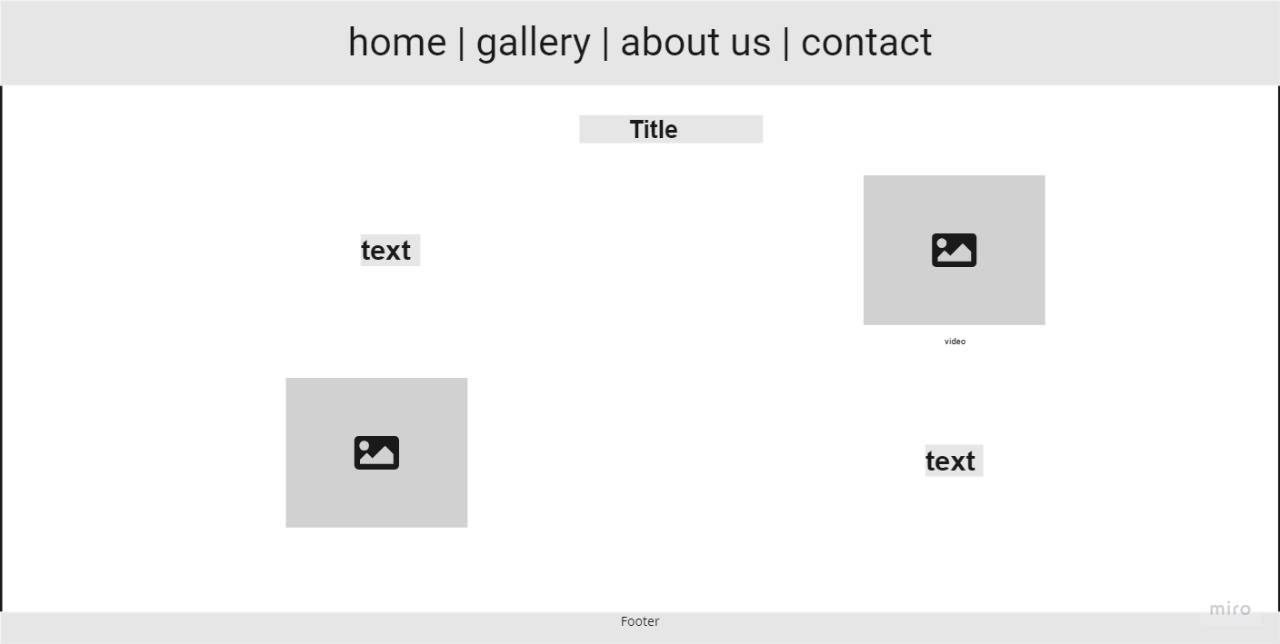 home | gallery | about us | contact
Title
text
video
text
miro
Footer